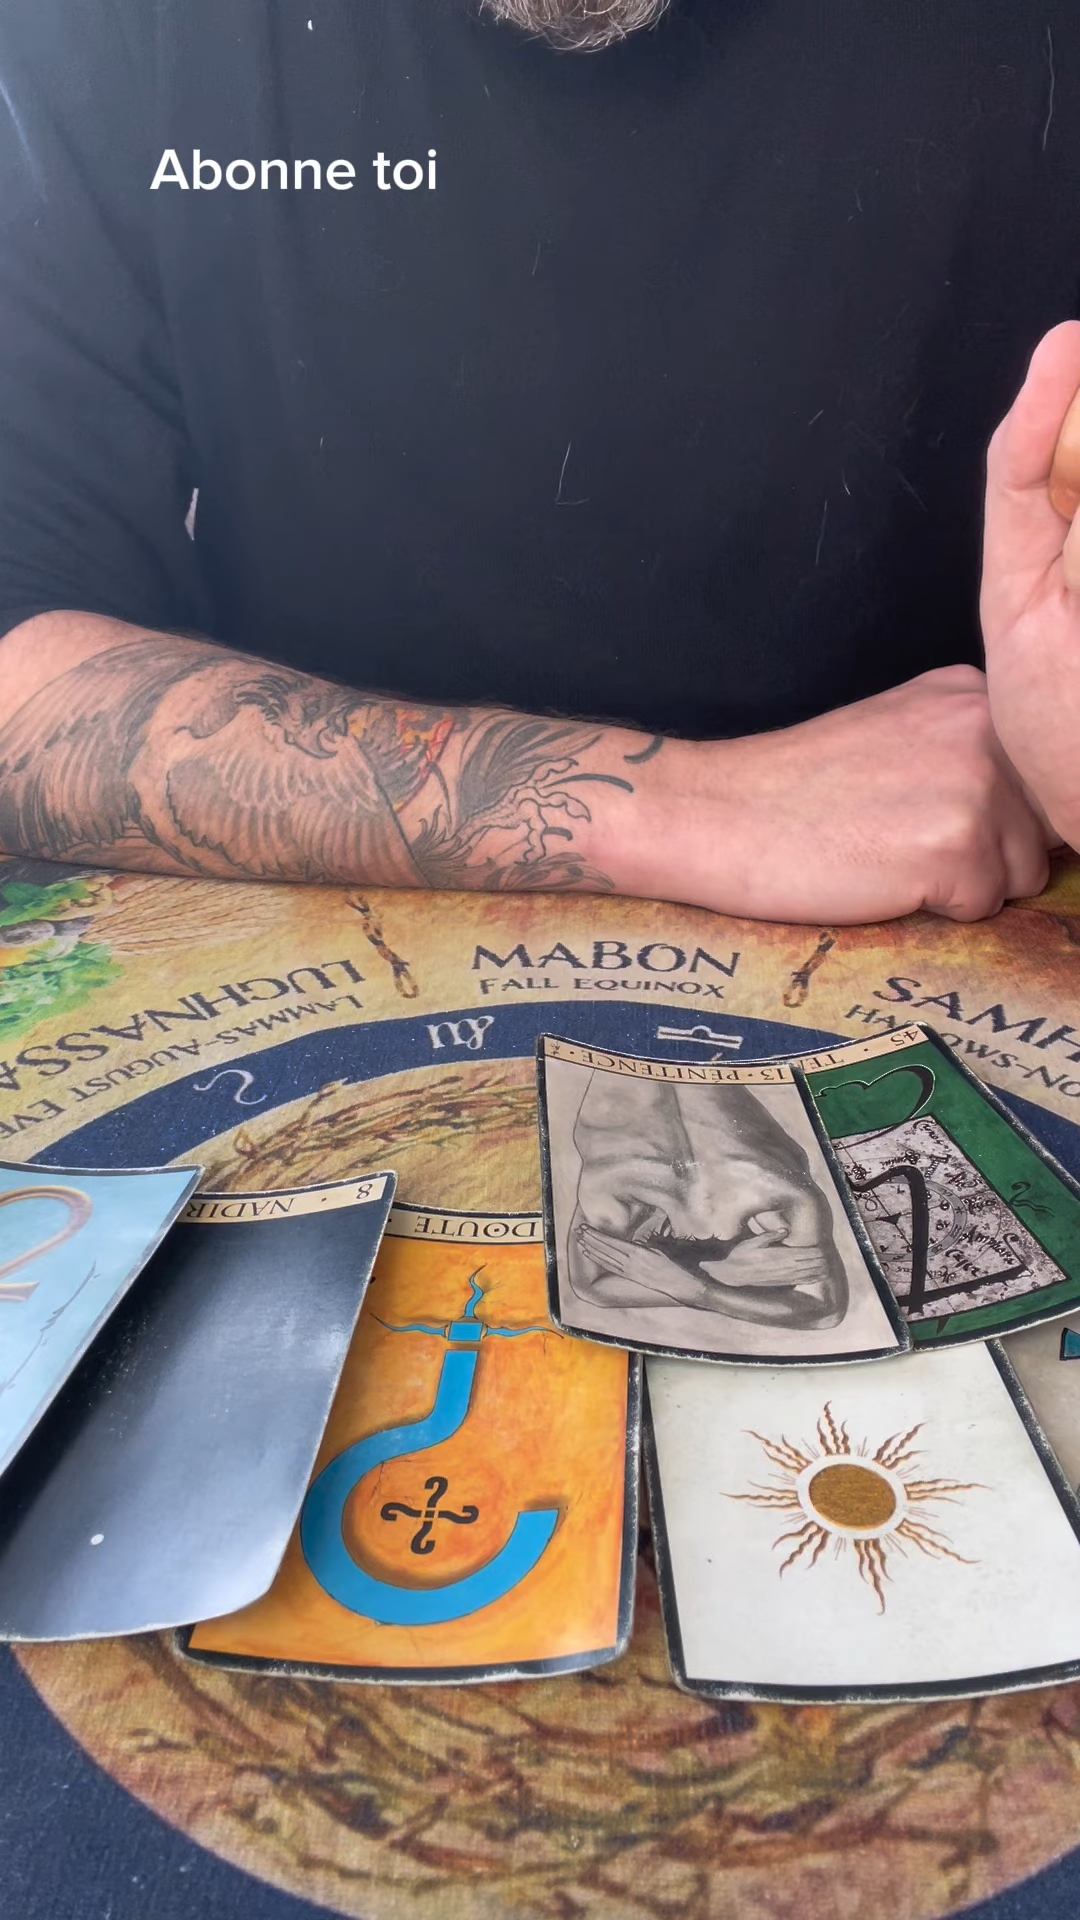 Abonne toi
MABON
FALL EQUINOX
LUGHNASSA
LAMMAS-AUGUST EVE
SAMH
45
13 · PÉNITENCE ·
8 · NADIR
DOUTE ·